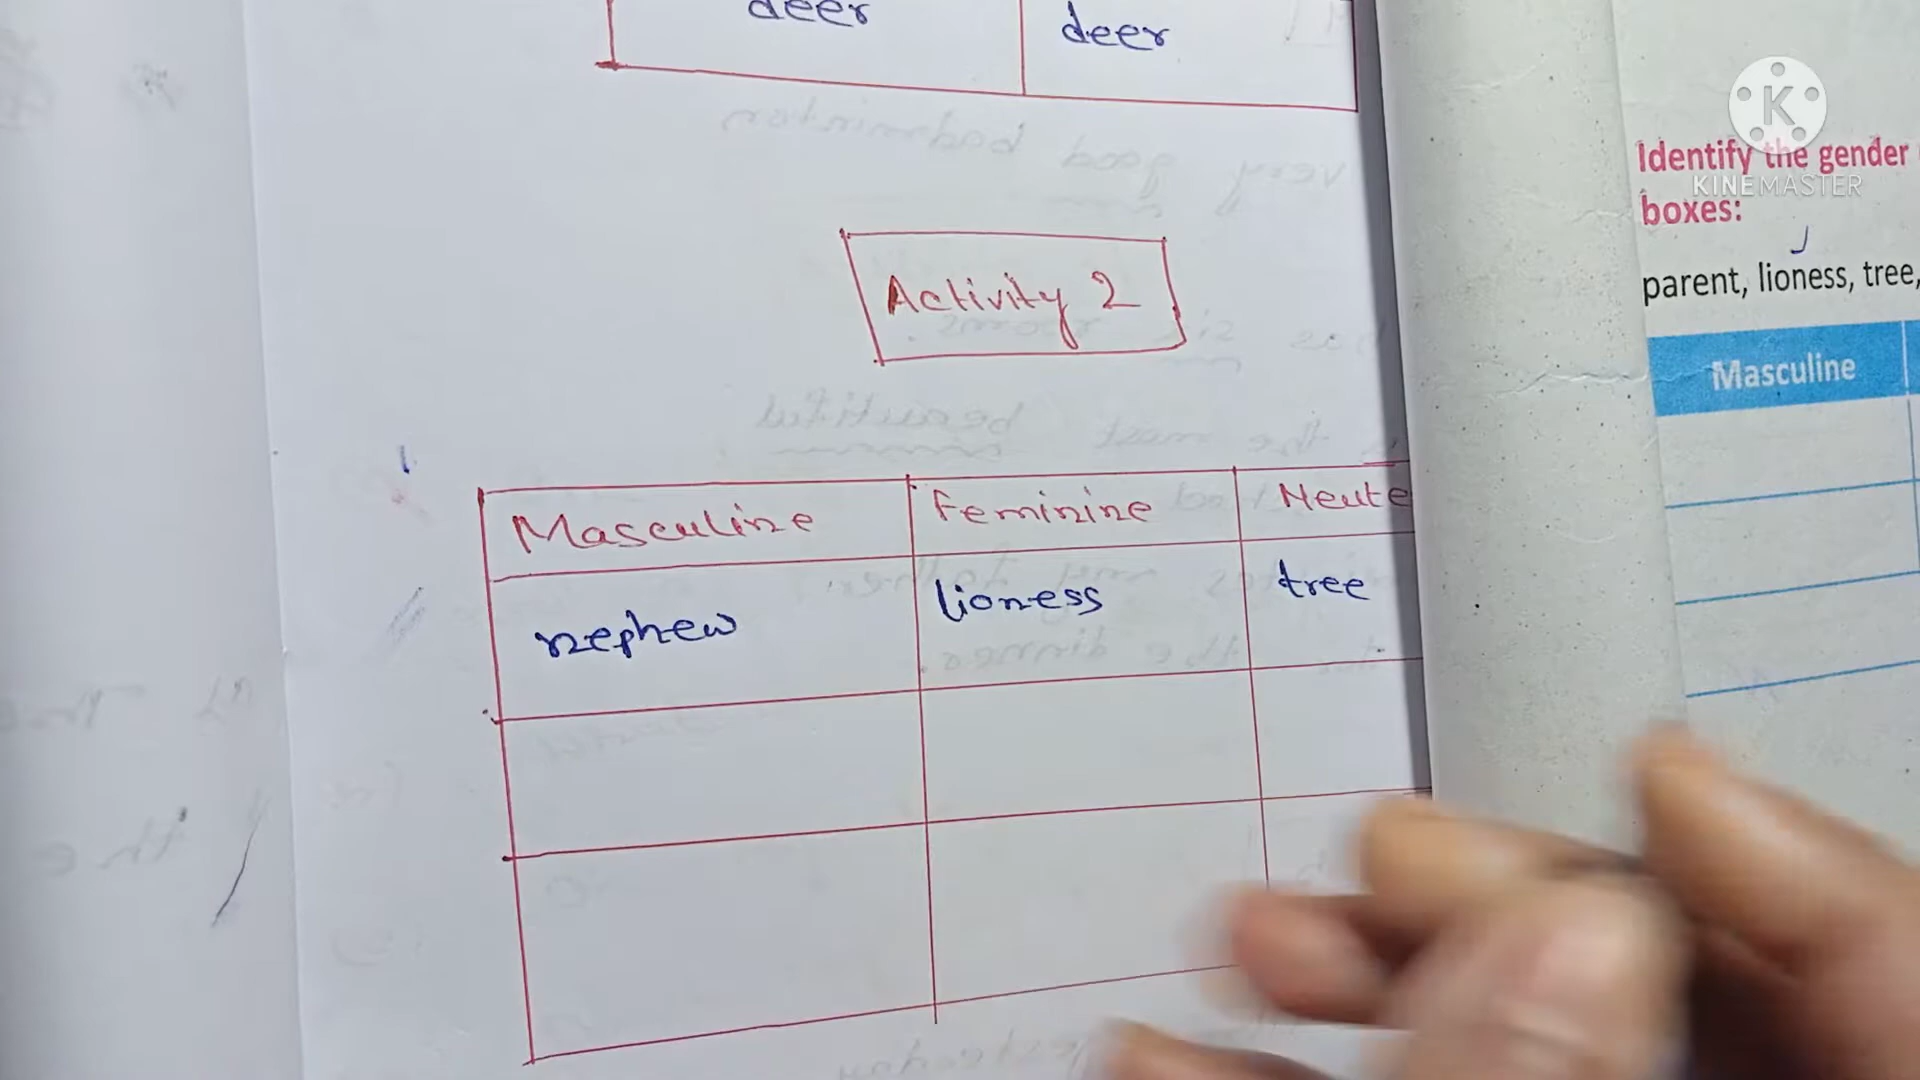 deer deer
Activity 2
Masculine Feminine Neute
nephew lioness tree
KINEMASTER
Identify the gender
boxes:
parent, lioness, tree,
Masculine